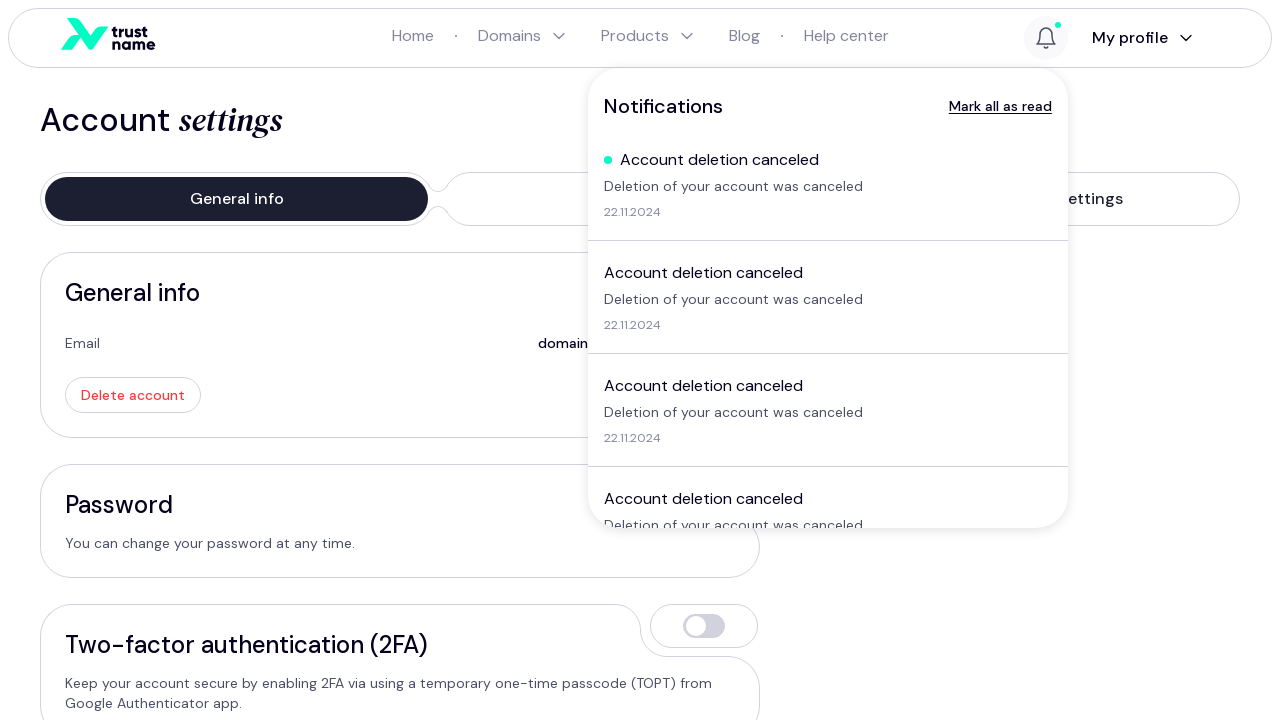 trust
name
Home
Domains
Products
Blog
Help center
My profile
Account settings
Notifications
Mark all as read
General info
ettings
Account deletion canceled
Deletion of your account was canceled
22.11.2024
Account deletion canceled
Deletion of your account was canceled
22.11.2024
Account deletion canceled
Deletion of your account was canceled
22.11.2024
Account deletion canceled
Deletion of your account was canceled
General info
Email
domain
Delete account
Password
You can change your password at any time.
Two-factor authentication (2FA)
Keep your account secure by enabling 2FA via using a temporary one-time passcode (TOPT) from
Google Authenticator app.